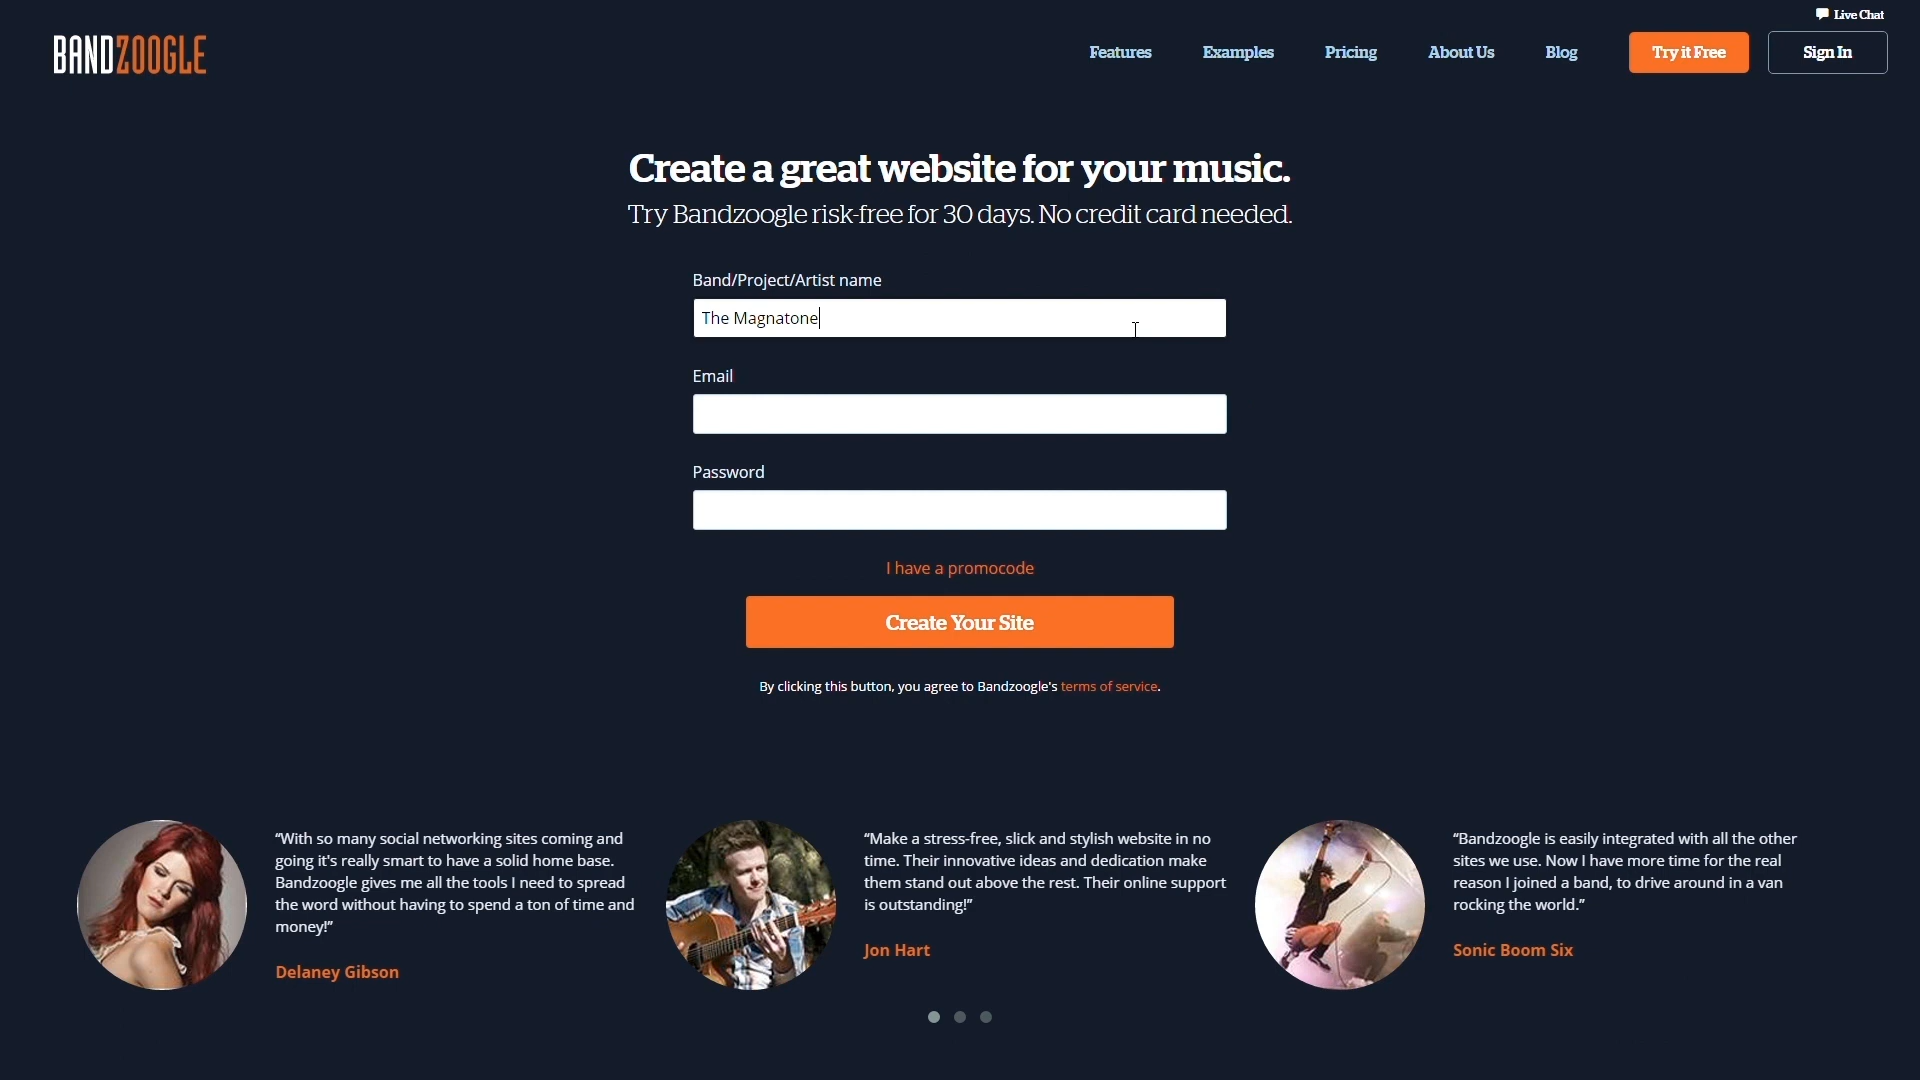 Live Chat
BANDZOOGLE
Features
Examples
Pricing
About Us
Blog
Try it Free
Sign In
Create a great website for your music.
Try Bandzoogle risk-free for 30 days. No credit card needed.
Band/Project/Artist name
The Magnatone
Email
Password
I have a promocode
Create Your Site
By clicking this button, you agree to Bandzoogle's terms of service.
“With so many social networking sites coming and
going it's really smart to have a solid home base.
Bandzoogle gives me all the tools I need to spread
the word without having to spend a ton of time and
money!”
Delaney Gibson
“Make a stress-free, slick and stylish website in no
time. Their innovative ideas and dedication make
them stand out above the rest. Their online support
is outstanding!”
Jon Hart
“Bandzoogle is easily integrated with all the other
sites we use. Now I have more time for the real
reason I joined a band, to drive around in a van
rocking the world.”
Sonic Boom Six